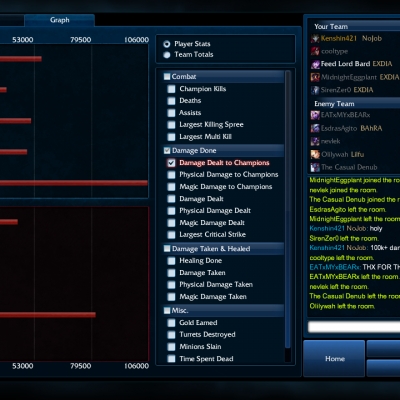 Graph
53000 79500 106000
Player Stats
Team Totals
Combat
Champion Kills
Deaths
Assists
Largest Killing Spree
Largest Multi Kill
Damage Done
Damage Dealt to Champions
Physical Damage to Champions
Magic Damage to Champions
Damage Dealt
Physical Damage Dealt
Magic Damage Dealt
Largest Critical Strike
Damage Taken & Healed
Healing Done
Damage Taken
Physical Damage Taken
Magic Damage Taken
Misc.
Gold Earned
Turrets Destroyed
Minions Slain
Time Spent Dead
53000 79500 106000
Your Team
Kenshin421 NoJob
cooltype
Feed Lord Bard EXDIA
MidnightEggplant EXDIA
SirenZer0 EXDIA
Enemy Team
EATxMYxBEARx
EsdrasAgito BAhRA
nevlek
Olilywah Lilfu
The Casual Denub
MidnightEggplant joined the ro
nevlek joined the room.
The Casual Denub joined the
EsdrasAgito left the room.
MidnightEggplant left the room
Kenshin421 NoJob: holy
SirenZer0 left the room.
Kenshin421 NoJob: 100k+ dam
cooltype left the room.
EATxMYxBEARx: THX FOR TH
EATxMYxBEARx left the room.
nevlek left the room.
The Casual Denub left the roo
Olilywah left the room.
Home